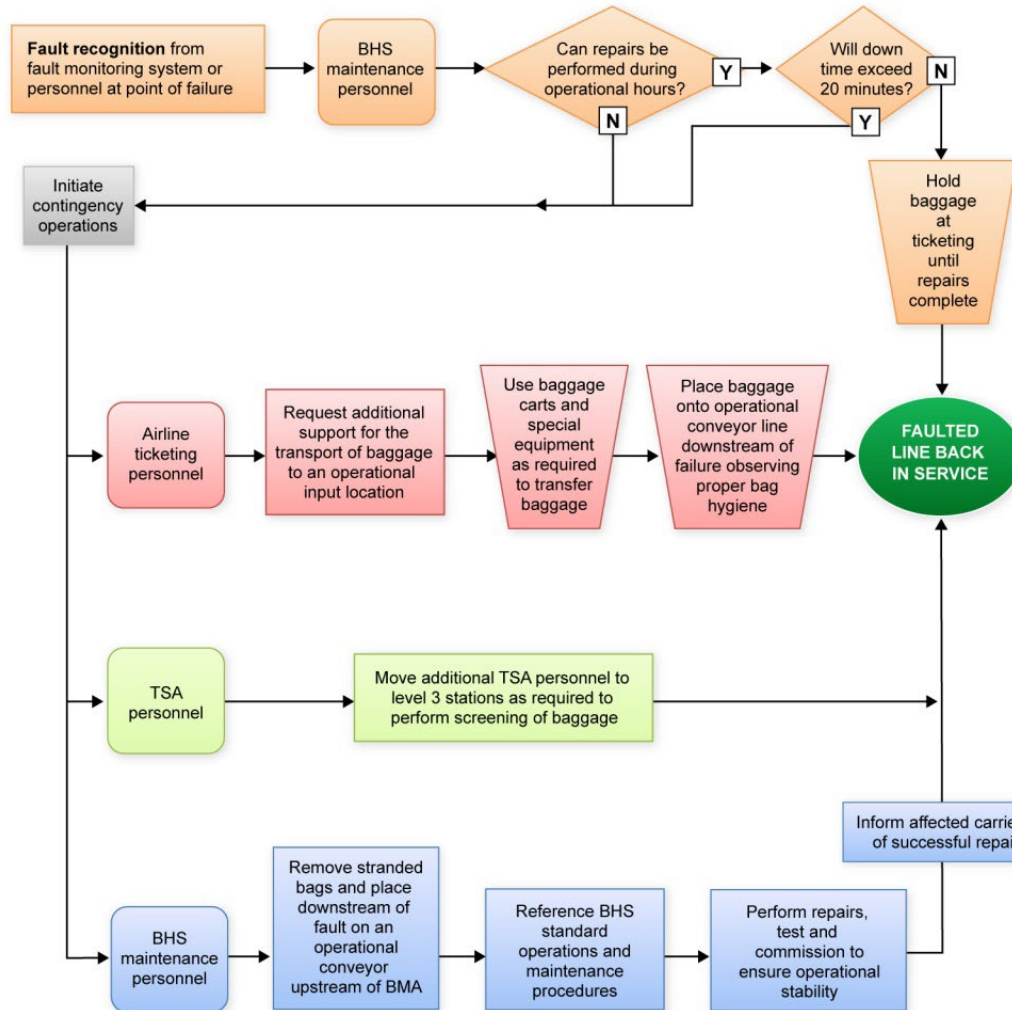 Fault recognition from
fault monitoring system or
personnel at point of failure
BHS
maintenance
personnel
Can repairs be
performed during
operational hours?
Y
N
Will down
time exceed
20 minutes?
N
Y
Initiate
contingency
operations
Hold
baggage
at
ticketing
until
repairs
complete
Airline
ticketing
personnel
Request additional
support for the
transport of baggage
to an operational
input location
Use baggage
carts and
special
equipment
as required
to transfer
baggage
Place baggage
onto operational
conveyor line
downstream of
failure observing
proper bag
hygiene
FAULTED
LINE BACK
IN SERVICE
TSA
personnel
Move additional TSA personnel to
level 3 stations as required to
perform screening of baggage
Inform affected
of successful repai
BHS
maintenance
personnel
Remove stranded
bags and place
downstream of
fault on an
operational
conveyor
upstream of BMA
Reference BHS
standard
operations and
maintenance
procedures
Perform repairs,
test and
commission to
ensure operational
stability